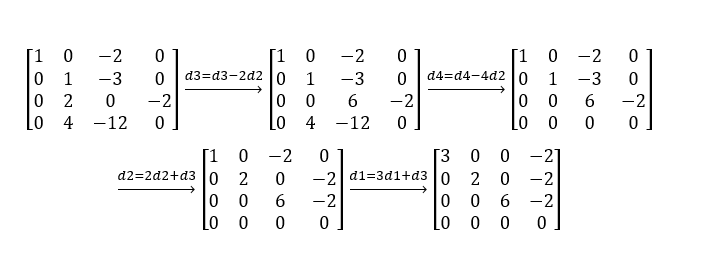 [1 0 −2 0] d3=d3−2d2 [1 0 −2 0] d4=d4−4d2 [1 0 −2 0]
[0 1 −3 0] → [0 1 −3 0] → [0 1 −3 0]
[0 2 0 −2] [0 0 6 −2] [0 0 6 −2]
[0 4 −12 0] [0 4 −12 0] [0 0 0 0]
d2=2d2+d3 [1 0 −2 0] d1=3d1+d3 [3 0 0 −2]
→ [0 2 0 −2] → [0 2 0 −2]
[0 0 6 −2] [0 0 6 −2]
[0 0 0 0] [0 0 0 0]